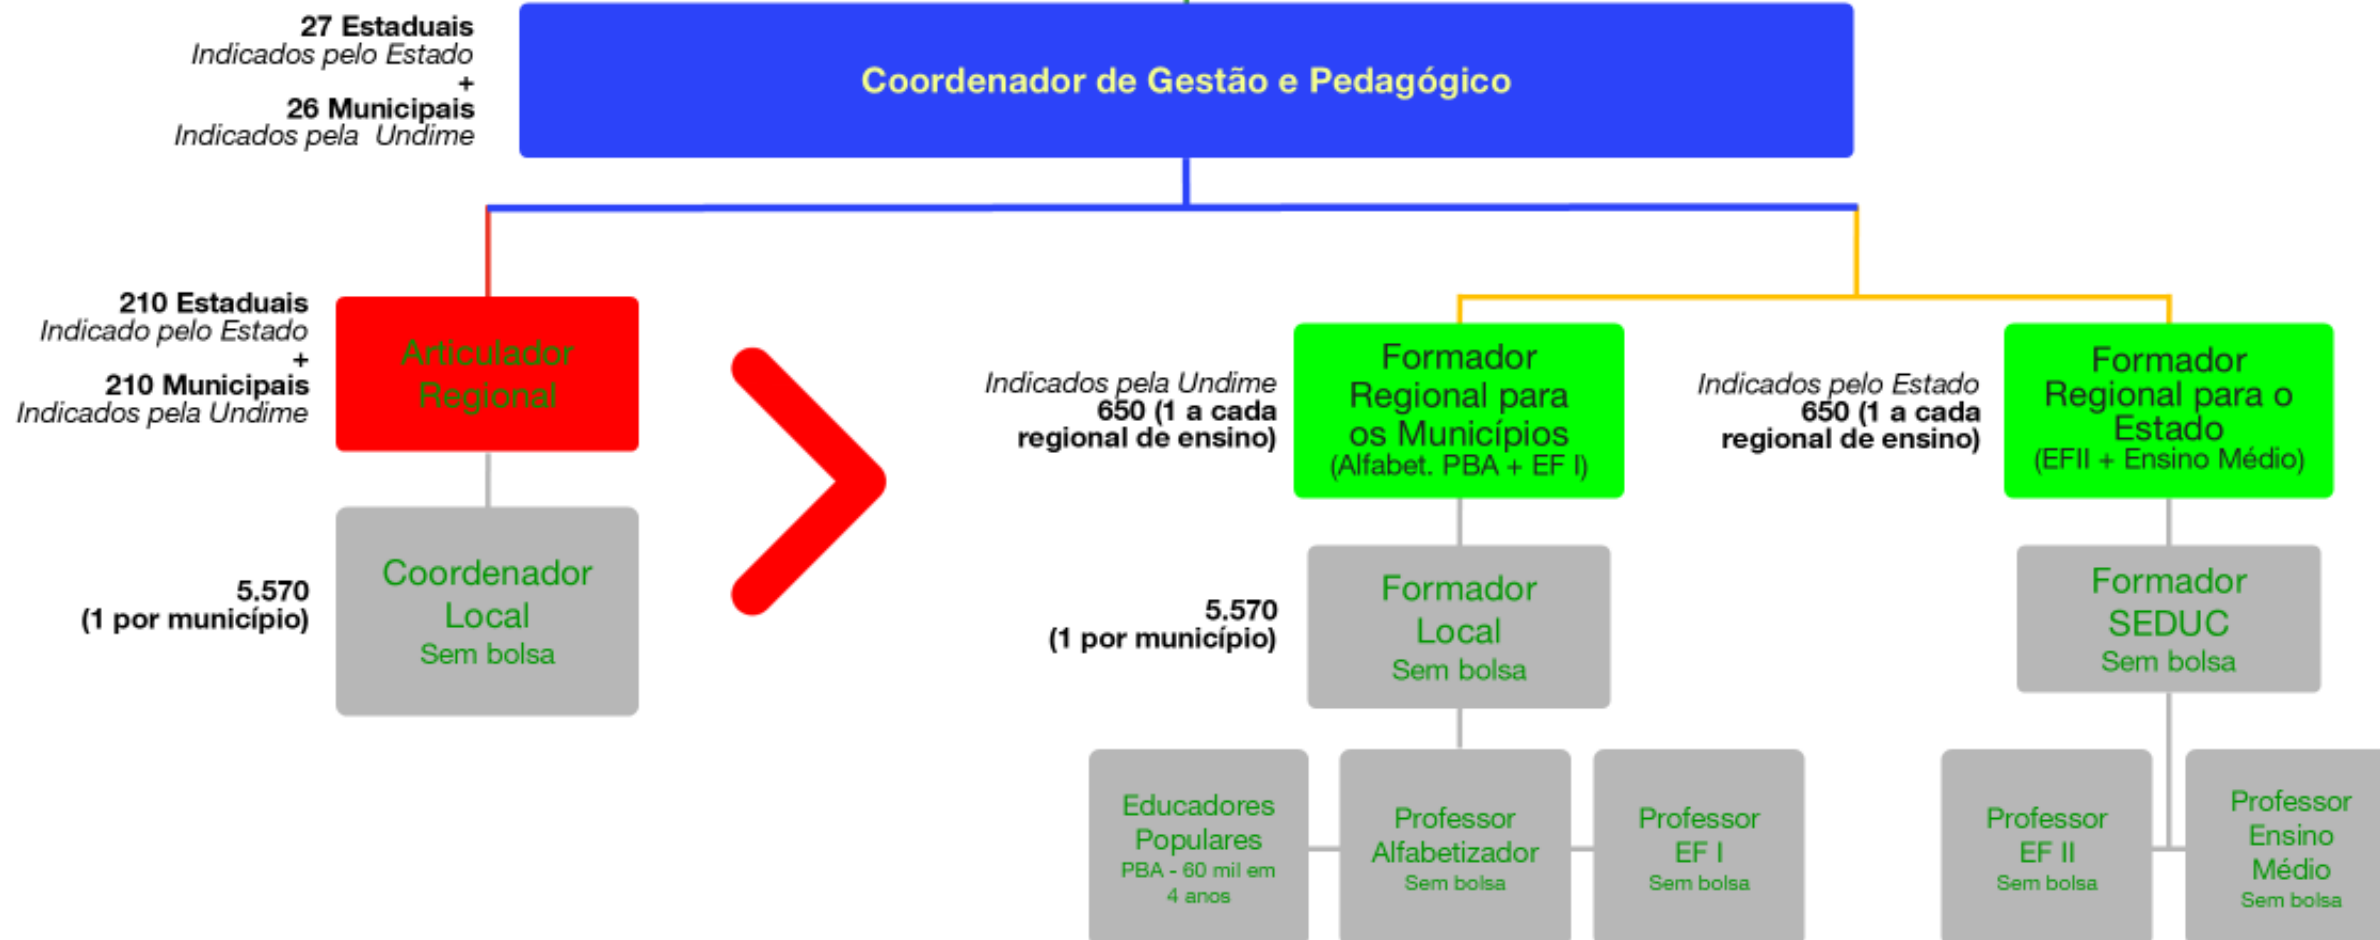 27 Estaduais
Indicados pelo Estado
+
26 Municipais
Indicados pela Undime
Coordenador de Gestão e Pedagógico
210 Estaduais
Indicado pelo Estado
+
210 Municipais
Indicados pela Undime
Articulador
Regional
Indicados pela Undime
650 (1 a cada
regional de ensino)
Formador
Regional para
os Municípios
(Alfabet. PBA + EF I)
Indicados pelo Estado
650 (1 a cada
regional de ensino)
Formador
Regional para o
Estado
(EFII + Ensino Médio)
5.570
(1 por município)
Coordenador
Local
Sem bolsa
5.570
(1 por município)
Formador
Local
Sem bolsa
Formador
SEDUC
Sem bolsa
Educadores
Populares
PBA - 60 mil em
4 anos
Professor
Alfabetizador
Sem bolsa
Professor
EF I
Sem bolsa
Professor
EF II
Sem bolsa
Professor
Ensino
Médio
Sem bolsa